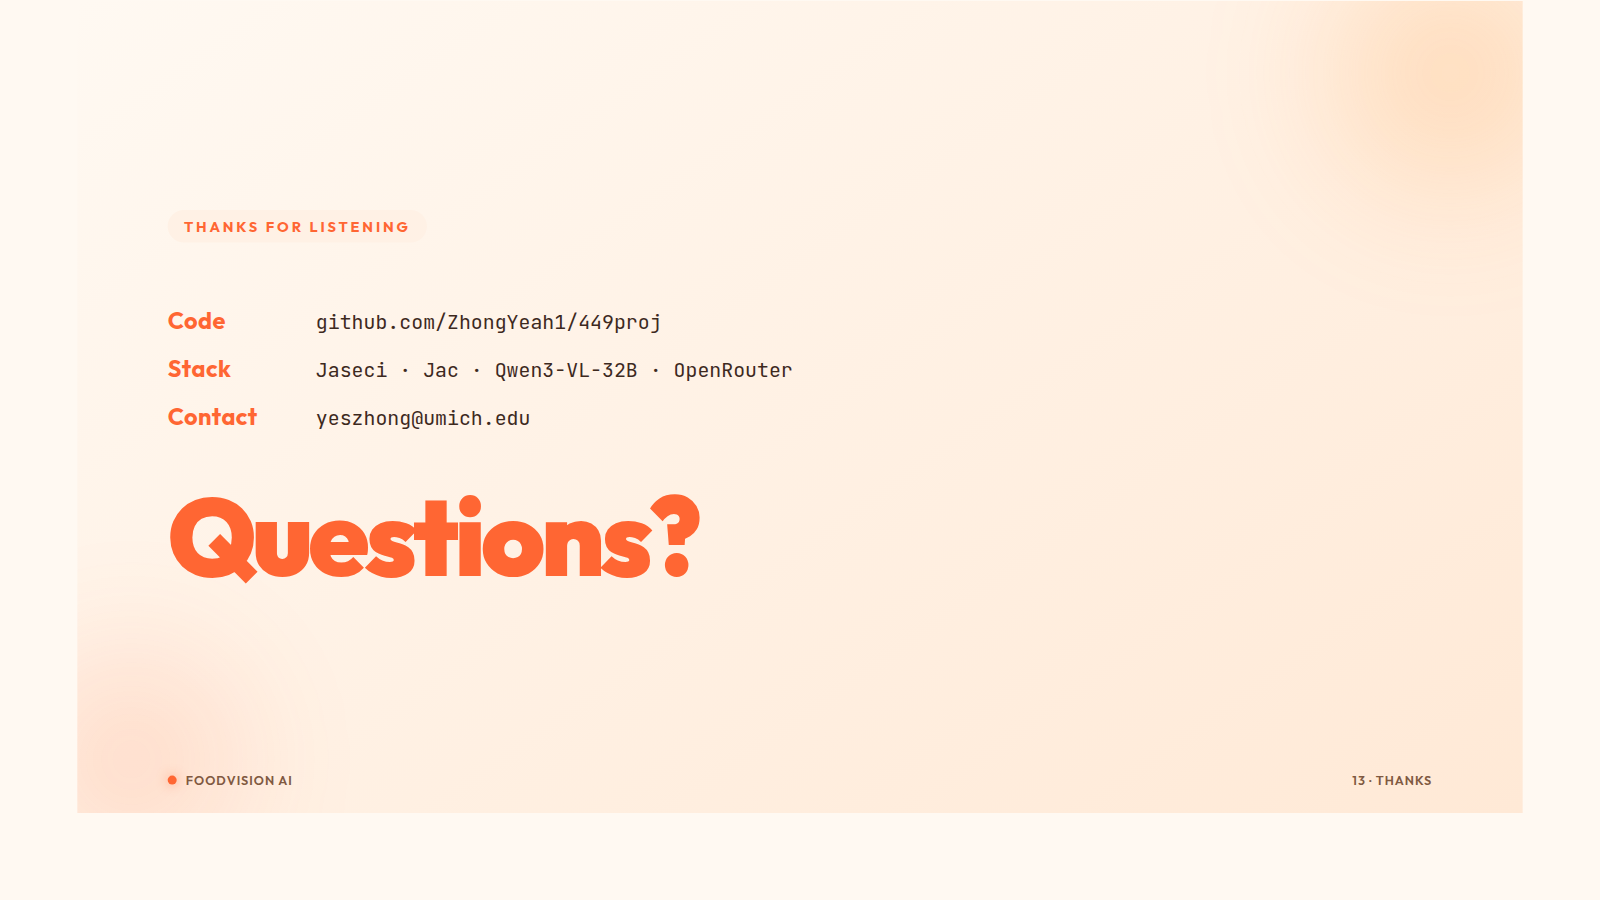 THANKS FOR LISTENING
Code github.com/ZhongYeah1/449proj
Stack Jaseci · Jac · Qwen3-VL-32B · OpenRouter
Contact yeszhong@umich.edu
Questions?
FOODVISION AI
13 · THANKS